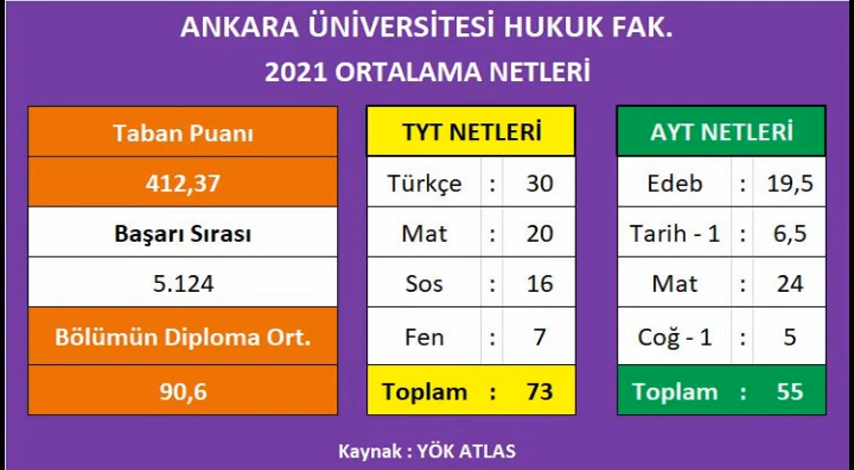 ANKARA ÜNİVERSİTESİ HUKUK FAK.
2021 ORTALAMA NETLERİ
Taban Puanı
412,37
Başarı Sırası
5.124
Bölümün Diploma Ort.
90,6
TYT NETLERİ
Türkçe : 30
Mat : 20
Sos : 16
Fen : 7
Toplam : 73
AYT NETLERİ
Edeb : 19,5
Tarih - 1 : 6,5
Mat : 24
Coğ - 1 : 5
Toplam : 55
Kaynak : YÖK ATLAS